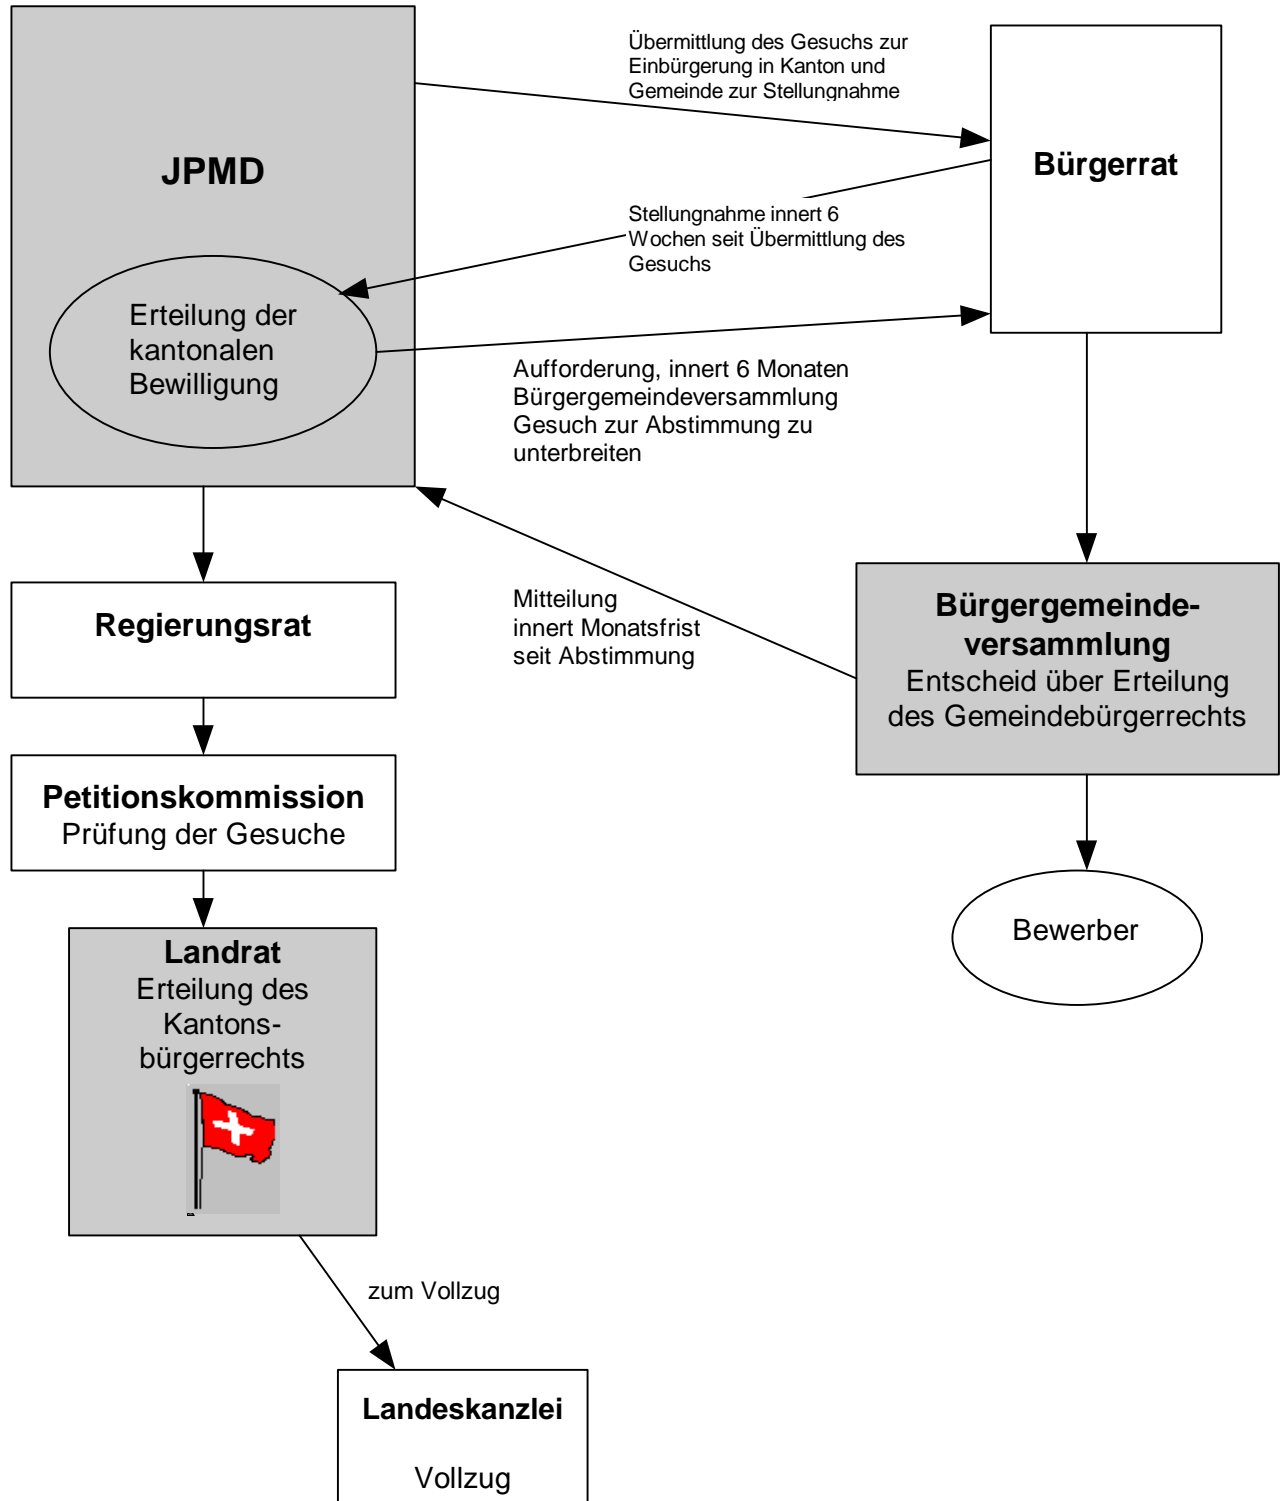 Übermittlung des Gesuchs zur
Einbürgerung in Kanton und
Gemeinde zur Stellungnahme
JPMD
Bürgerrat
Stellungnahme innert 6
Wochen seit Übermittlung des
Gesuchs
Erteilung der
kantonalen
Bewilligung
Aufforderung, innert 6 Monaten
Bürgergemeindeversammlung
Gesuch zur Abstimmung zu
unterbreiten
Mitteilung
innert Monatsfrist
seit Abstimmung
Regierungsrat
Bürgergemeinde-
versammlung
Entscheid über Erteilung
des Gemeindebürgerrechts
Petitionskommission
Prüfung der Gesuche
Bewerber
Landrat
Erteilung des
Kantons-
bürgerrechts
zum Vollzug
Landeskanzlei
Vollzug